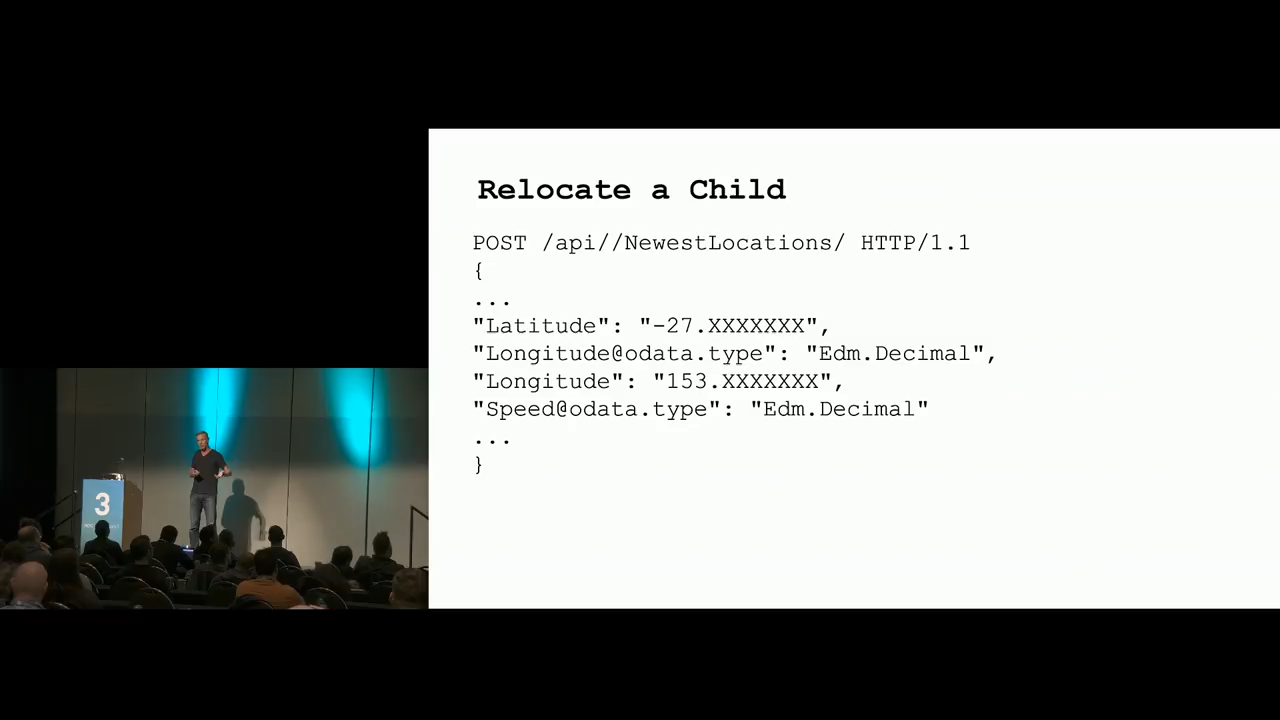 Relocate a Child
POST /api//NewestLocations/ HTTP/1.1
{
...
"Latitude": "-27.XXXXXXX",
"Longitude@odata.type": "Edm.Decimal",
"Longitude": "153.XXXXXXX",
"Speed@odata.type": "Edm.Decimal"
...
}
3